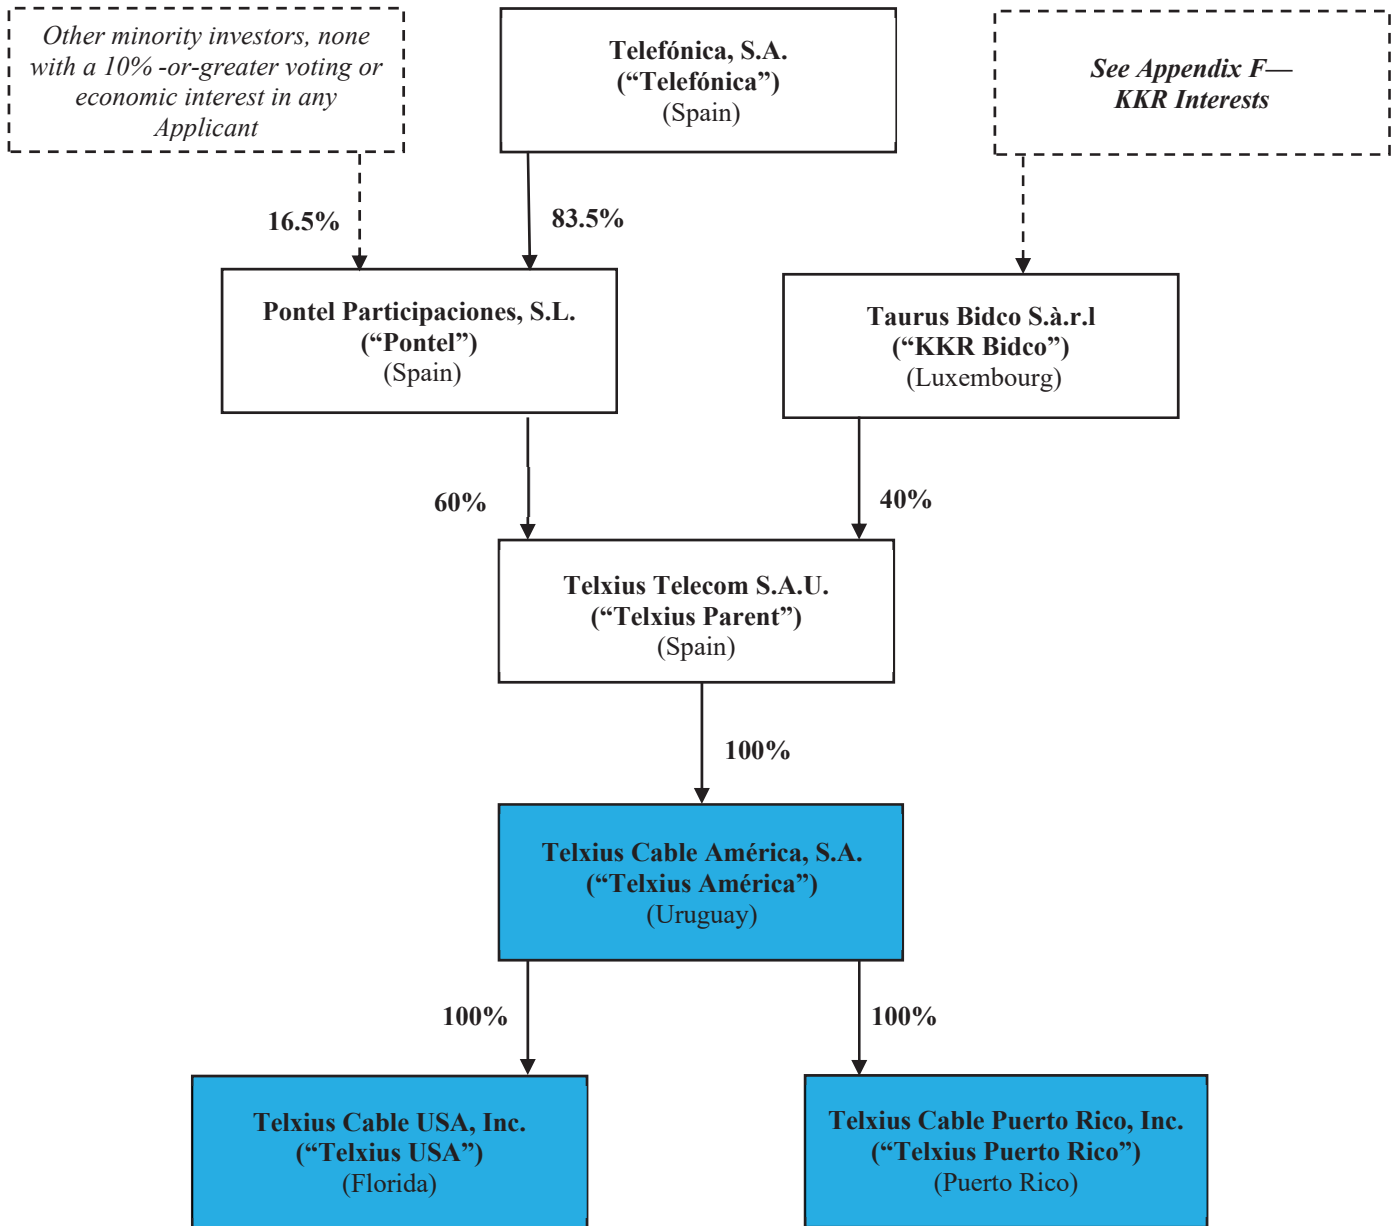 Other minority investors, none
with a 10% -or-greater voting or
economic interest in any
Applicant
Telefónica, S.A.
(“Telefónica”)
(Spain)
See Appendix F—
KKR Interests
16.5%
83.5%
Pontel Participaciones, S.L.
(“Pontel”)
(Spain)
Taurus Bidco S.à.r.l
(“KKR Bidco”)
(Luxembourg)
60%
40%
Telxius Telecom S.A.U.
(“Telxius Parent”)
(Spain)
100%
Telxius Cable América, S.A.
(“Telxius América”)
(Uruguay)
100%
100%
Telxius Cable USA, Inc.
(“Telxius USA”)
(Florida)
Telxius Cable Puerto Rico, Inc.
(“Telxius Puerto Rico”)
(Puerto Rico)